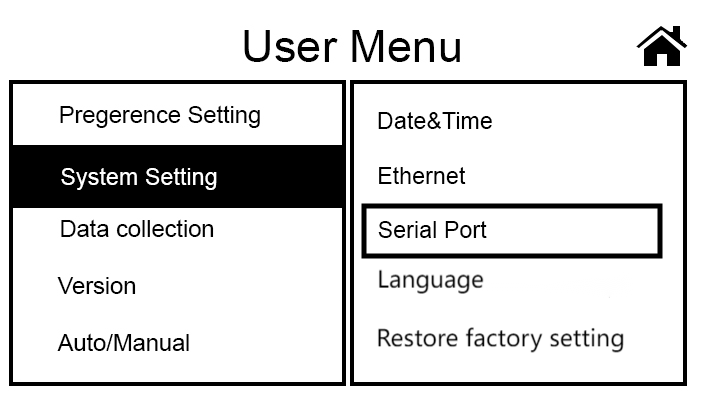 User Menu
Pregerence Setting
System Setting
Data collection
Version
Auto/Manual
Date&Time
Ethernet
Serial Port
Language
Restore factory setting